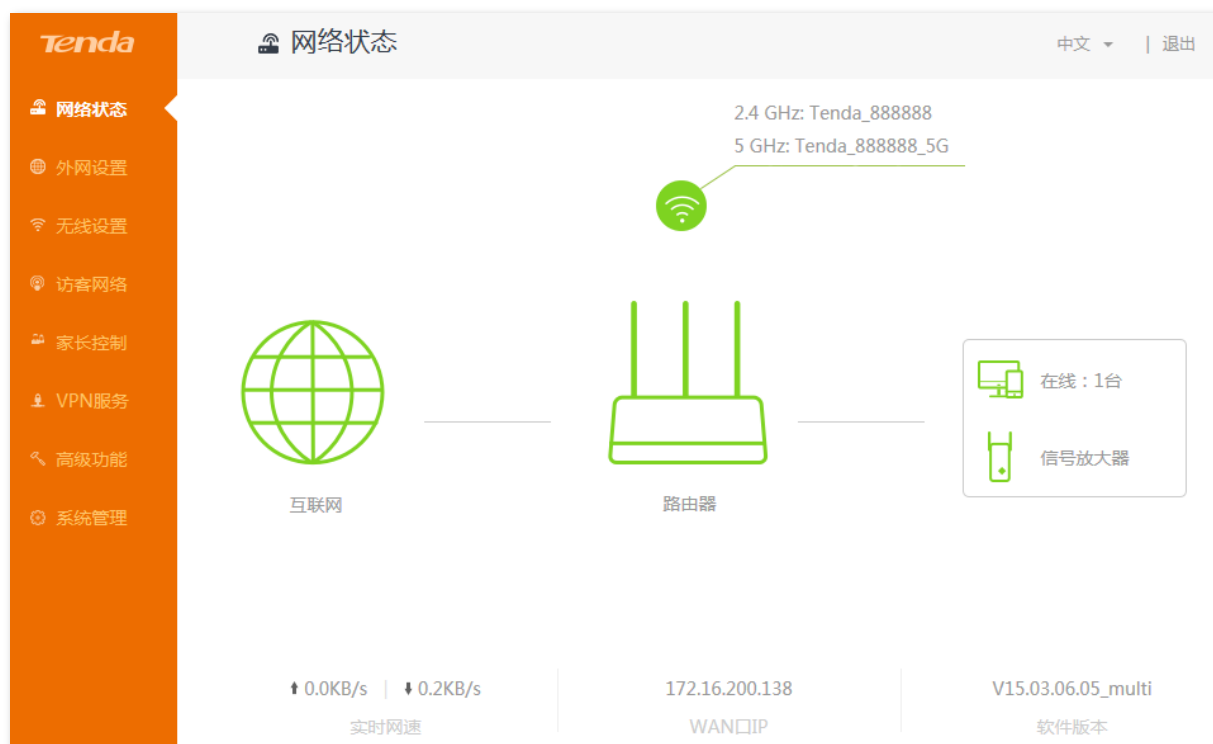 Tenda
网络状态
中文
| 退出
网络状态
外网设置
无线设置
访客网络
家长控制
VPN服务
高级功能
系统管理
2.4 GHz: Tenda_888888
5 GHz: Tenda_888888_5G
互联网
路由器
在线：1台
信号放大器
0.0KB/s | 0.2KB/s
实时网速
172.16.200.138
WAN口IP
V15.03.06.05_multi
软件版本